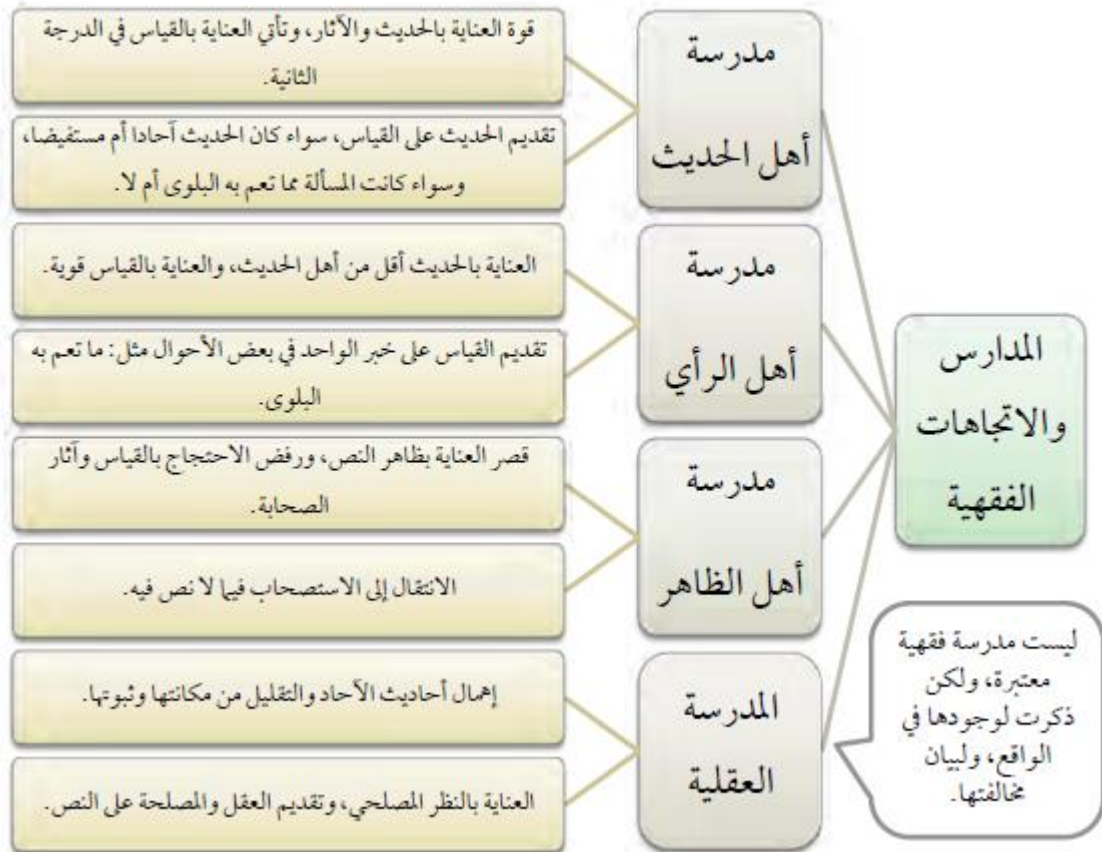 المدارس
والاتجاهات
الفقهية
مدرسة
أهل الحديث
قوة العناية بالحديث والآثار، وتأتي العناية بالقياس في الدرجة
الثانية.
تقديم الحديث على القياس، سواء كان الحديث آحادا أم مستفيضا،
وسواء كانت المسألة مما تعم به البلوى أم لا.
مدرسة
أهل الرأي
العناية بالحديث أقل من أهل الحديث، والعناية بالقياس قوية.
تقديم القياس على خبر الواحد في بعض الأحوال مثل: ما تعم به
البلوى.
مدرسة
أهل الظاهر
قصر العناية بظاهر النص، ورفض الاحتجاج بالقياس وآثار
الصحابة.
الانتقال إلى الاستصحاب فيما لا نص فيه.
المدرسة
العقلية
إهمال أحاديث الآحاد والتقليل من مكانتها وثبوتها.
العناية بالنظر المصلحي، وتقديم العقل والمصلحة على النص.
ليست مدرسة فقهية
معتبرة، ولكن
ذكرت لوجودها في
الواقع، ولبيان
مخالفتها.